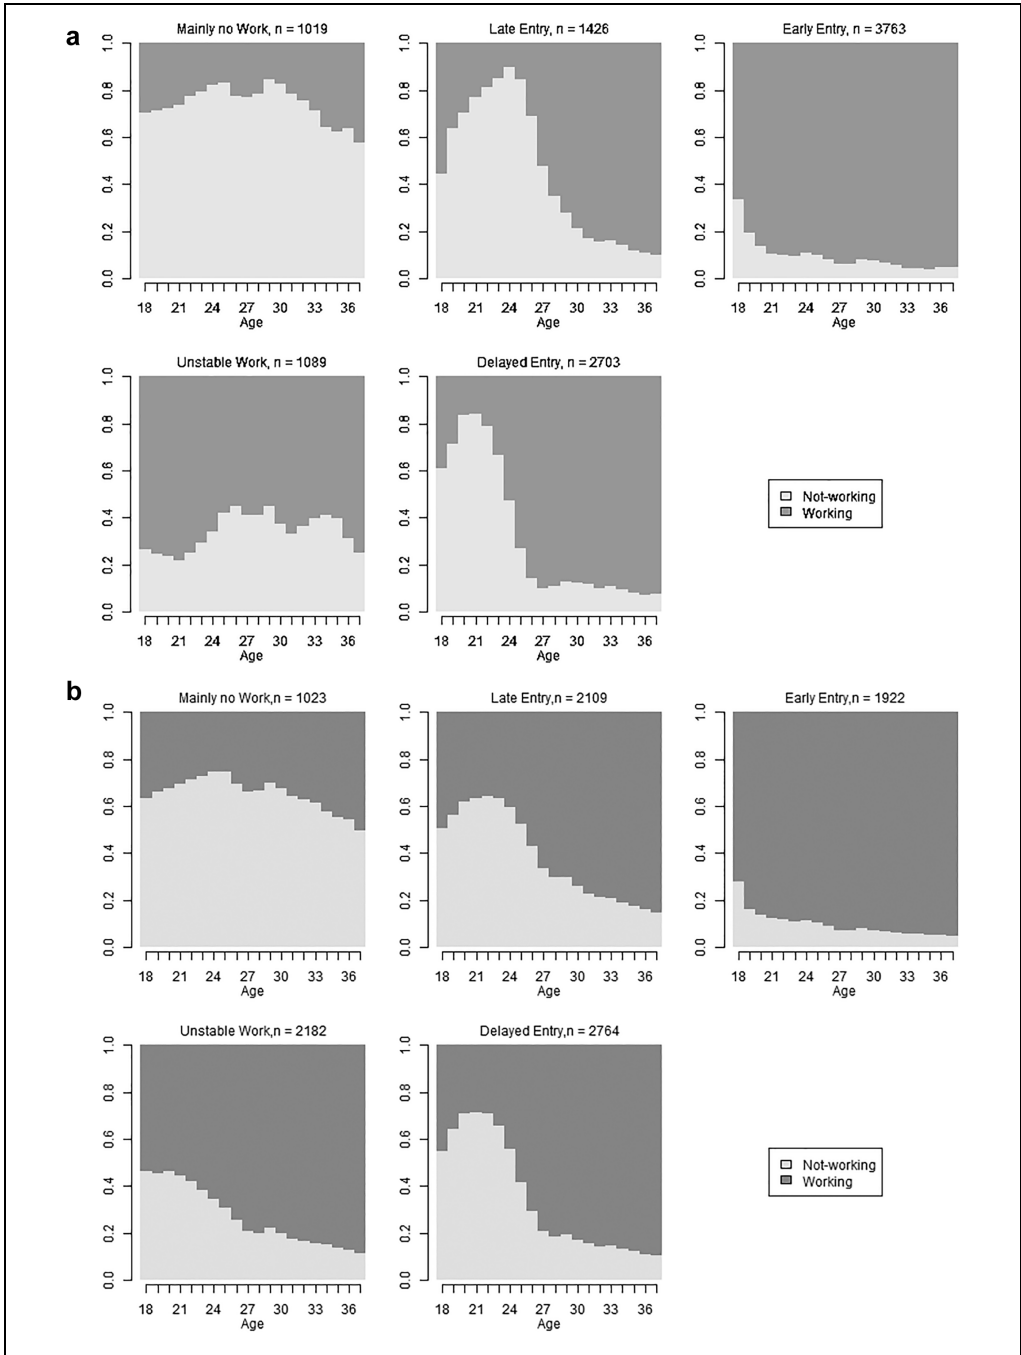 a
Mainly no Work, n = 1019
0.0 0.2 0.4 0.6 0.8 1.0
18 21 24 27 30 33 36
Age
Late Entry, n = 1426
0.0 0.2 0.4 0.6 0.8 1.0
18 21 24 27 30 33 36
Age
Early Entry, n = 3763
0.0 0.2 0.4 0.6 0.8 1.0
18 21 24 27 30 33 36
Age
Unstable Work, n = 1089
0.0 0.2 0.4 0.6 0.8 1.0
18 21 24 27 30 33 36
Age
Delayed Entry, n = 2703
0.0 0.2 0.4 0.6 0.8 1.0
18 21 24 27 30 33 36
Age
Not-working
Working
b
Mainly no Work,n = 1023
0.0 0.2 0.4 0.6 0.8 1.0
18 21 24 27 30 33 36
Age
Late Entry,n = 2109
0.0 0.2 0.4 0.6 0.8 1.0
18 21 24 27 30 33 36
Age
Early Entry,n = 1922
0.0 0.2 0.4 0.6 0.8 1.0
18 21 24 27 30 33 36
Age
Unstable Work,n = 2182
0.0 0.2 0.4 0.6 0.8 1.0
18 21 24 27 30 33 36
Age
Delayed Entry,n = 2764
0.0 0.2 0.4 0.6 0.8 1.0
18 21 24 27 30 33 36
Age
Not-working
Working